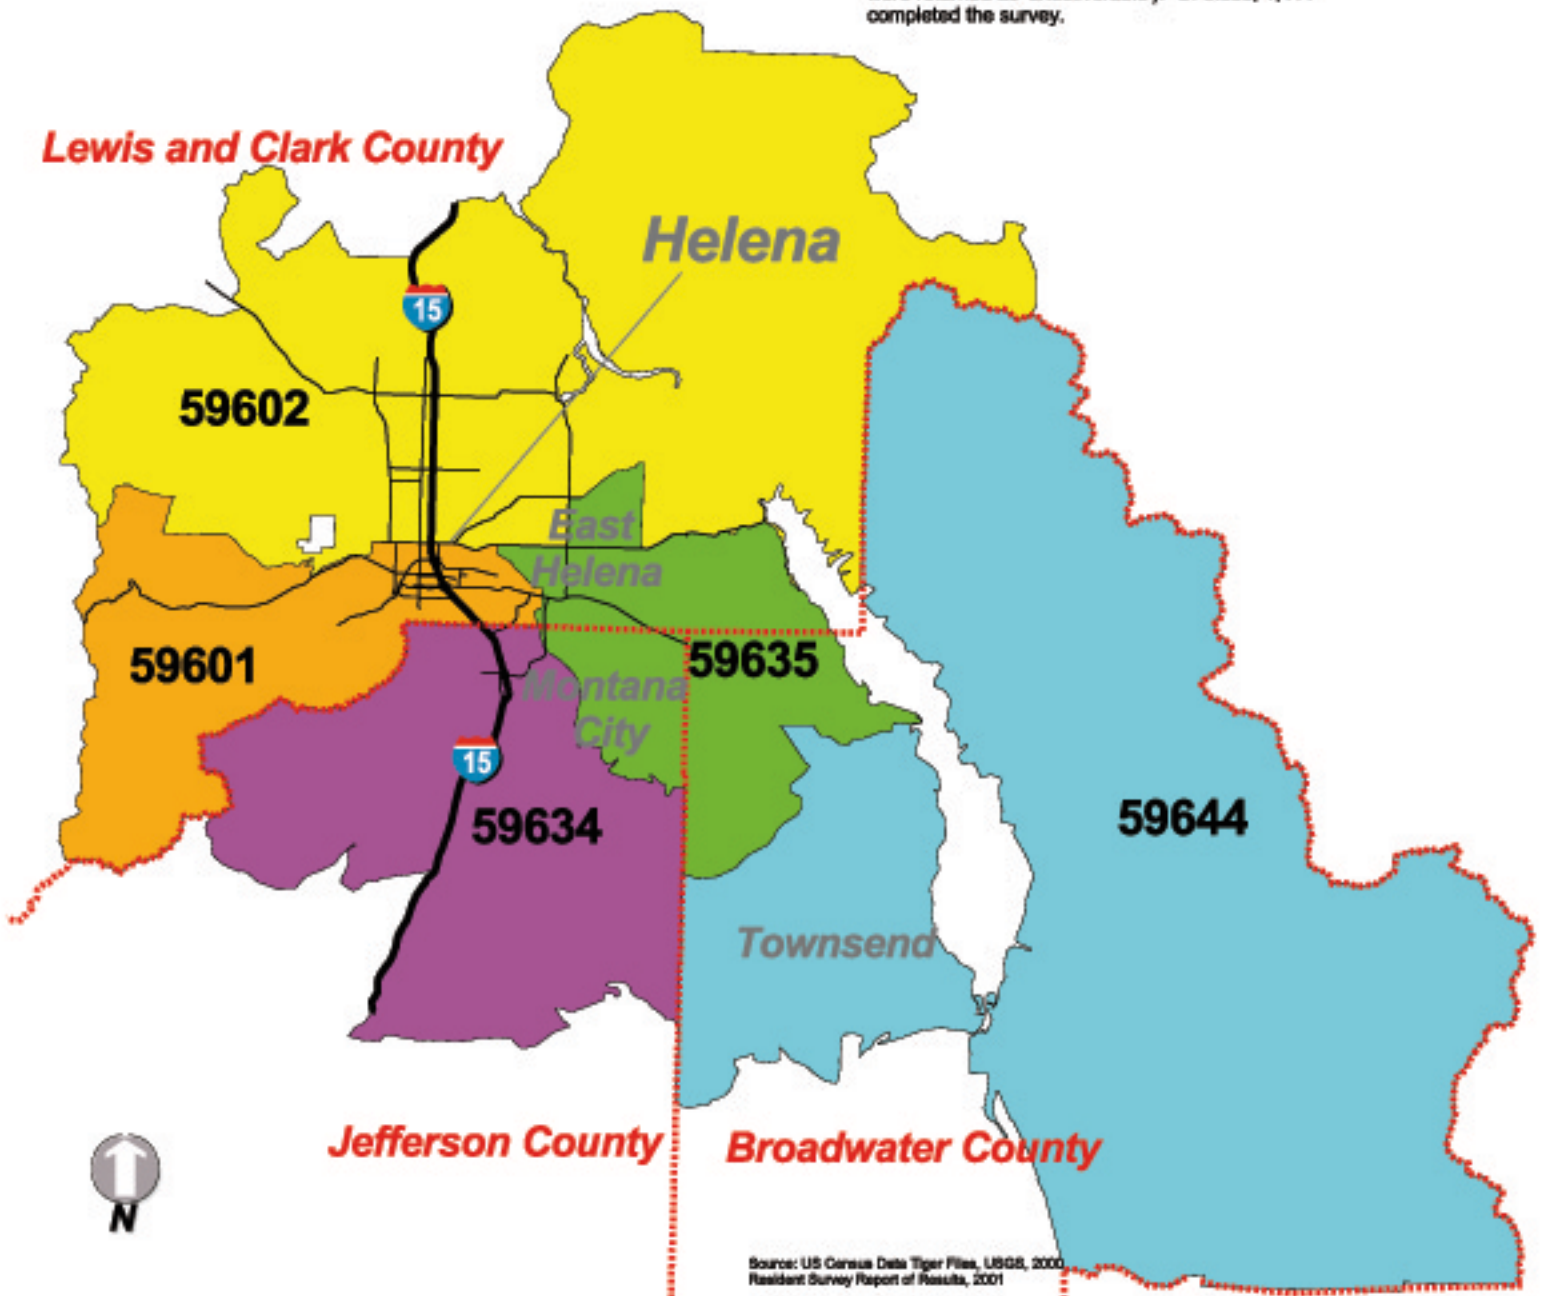 completed the survey.
Lewis and Clark County
Helena
15
59602
East
Helena
59601
59635
Montana
City
15
59634
59644
Townsend
Jefferson County
Broadwater County
N
Source: US Census Data Tiger Files, USGS, 2000
Resident Survey Report of Results, 2001